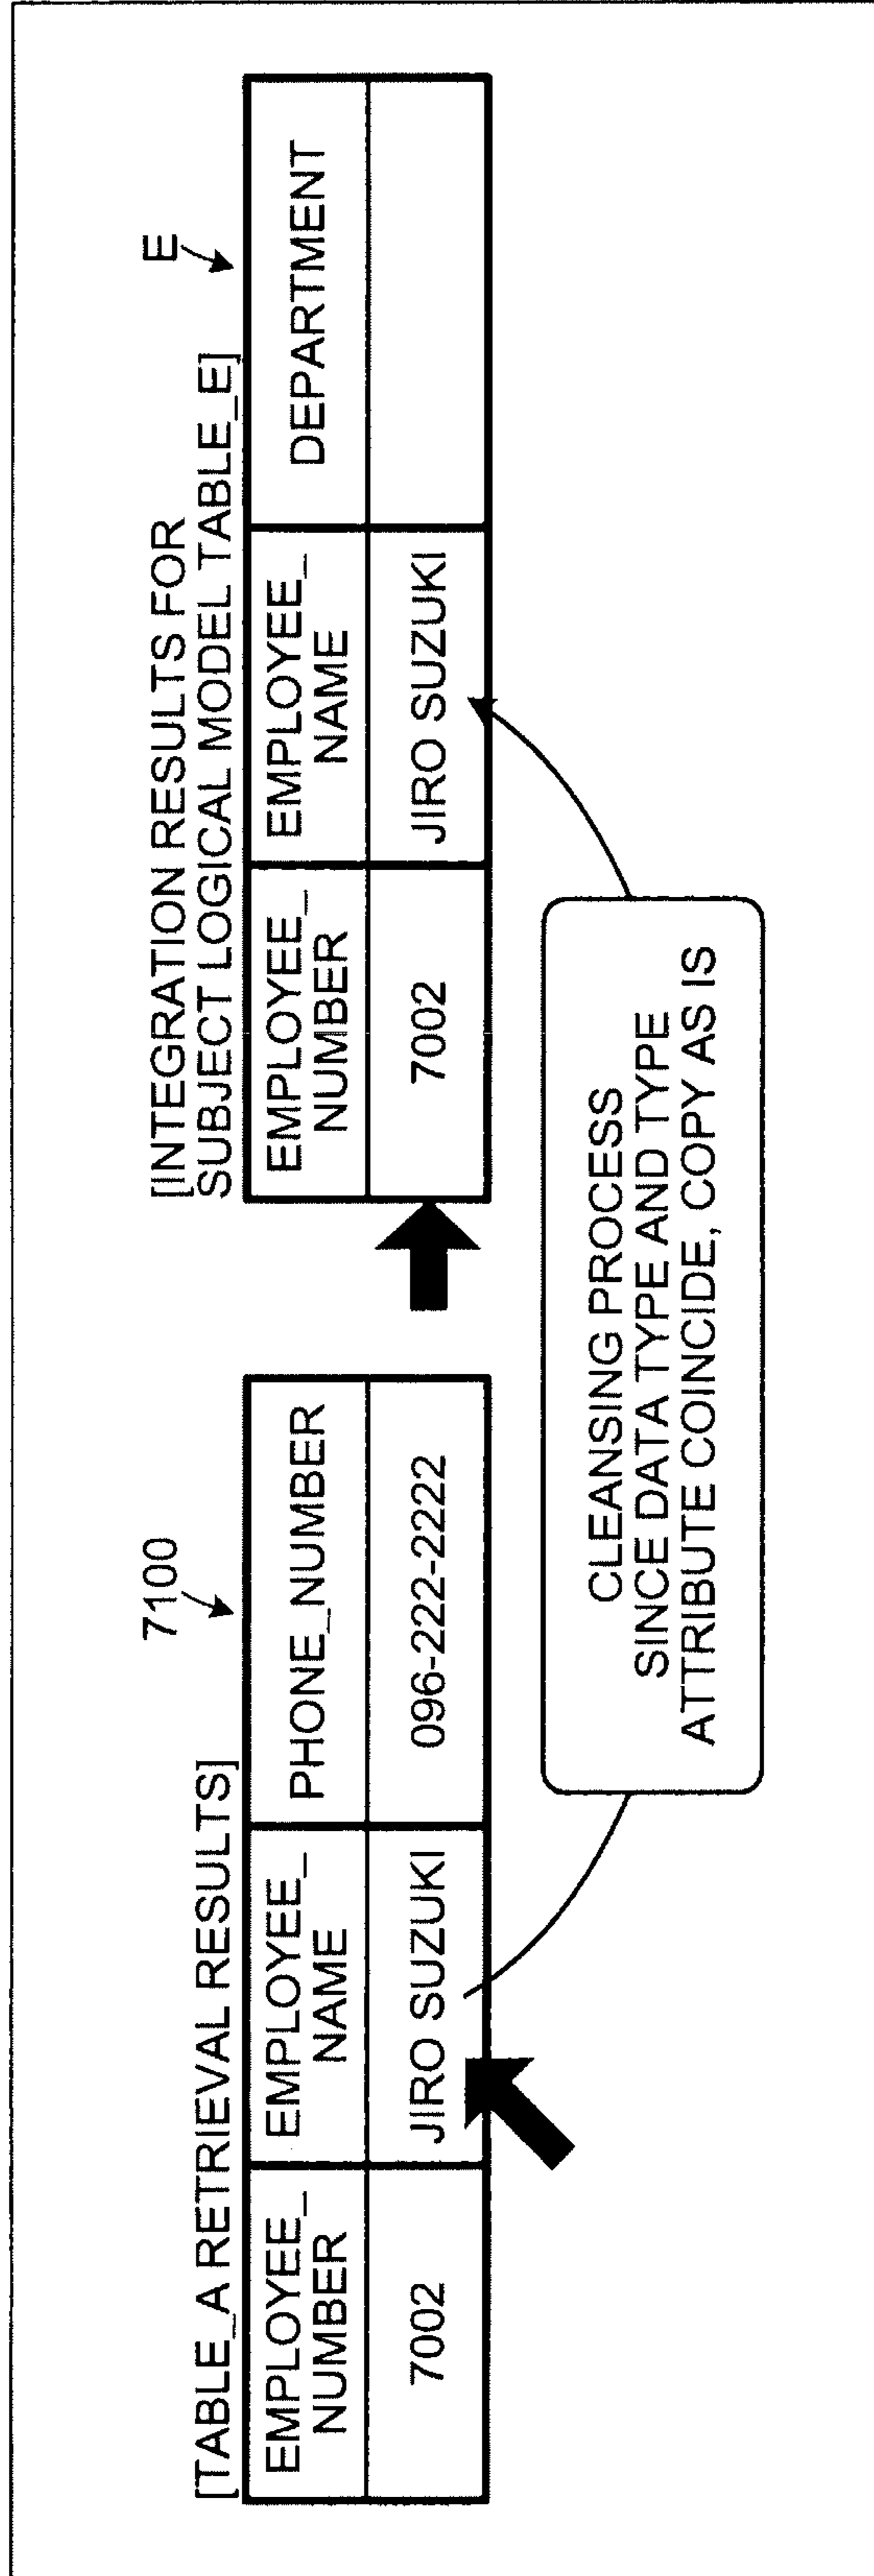 [TABLE_A RETRIEVAL RESULTS]
7100
EMPLOYEE_
NUMBER
EMPLOYEE_
NAME
PHONE_NUMBER
7002
JIRO SUZUKI
096-222-2222
[INTEGRATION RESULTS FOR
SUBJECT LOGICAL MODEL TABLE_E]
E
EMPLOYEE_
NUMBER
EMPLOYEE_
NAME
DEPARTMENT
7002
JIRO SUZUKI
CLEANSING PROCESS
SINCE DATA TYPE AND TYPE
ATTRIBUTE COINCIDE, COPY AS IS